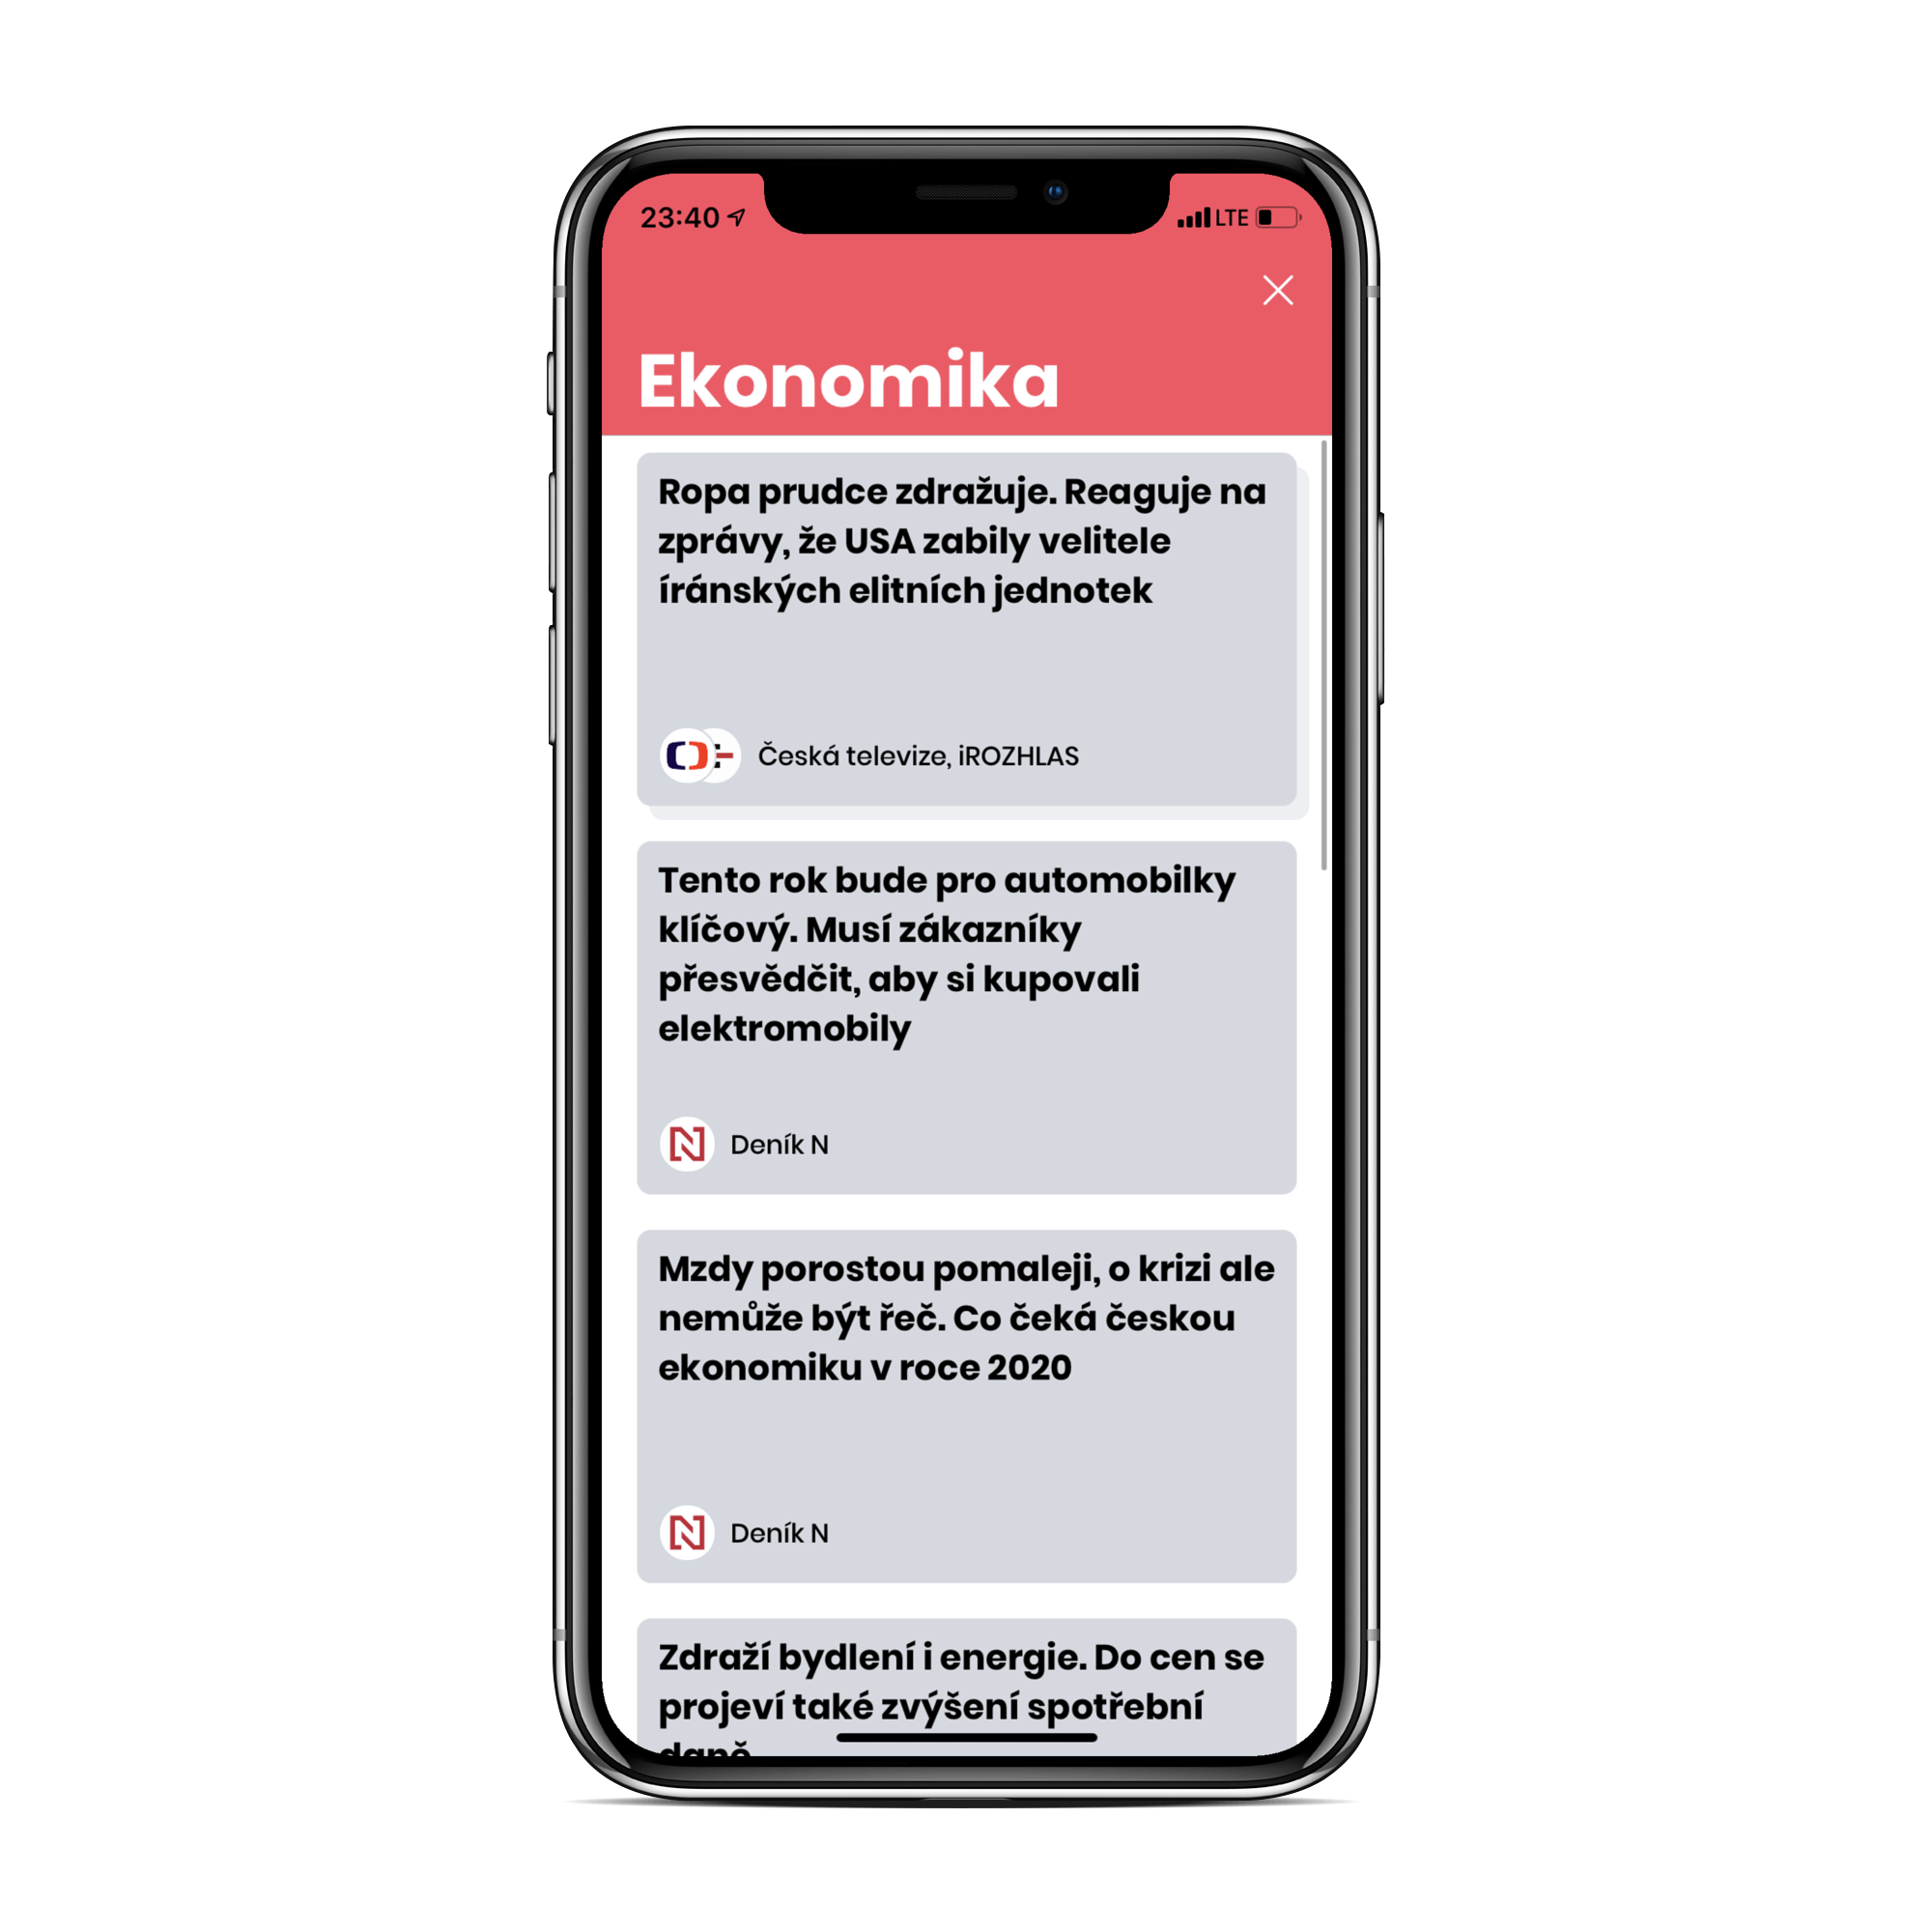 23:40 LTE
Ekonomika
Ropa prudce zdražuje. Reaguje na
zprávy, že USA zabily velitele
íránských elitních jednotek
Česká televize, iROZHLAS
Tento rok bude pro automobilky
klíčový. Musí zákazníky
přesvědčit, aby si kupovali
elektromobily
N Deník N
Mzdy porostou pomaleji, o krizi ale
nemůže být řeč. Co čeká českou
ekonomiku v roce 2020
N Deník N
Zdraží bydlení i energie. Do cen se
projeví také zvýšení spotřební
daně